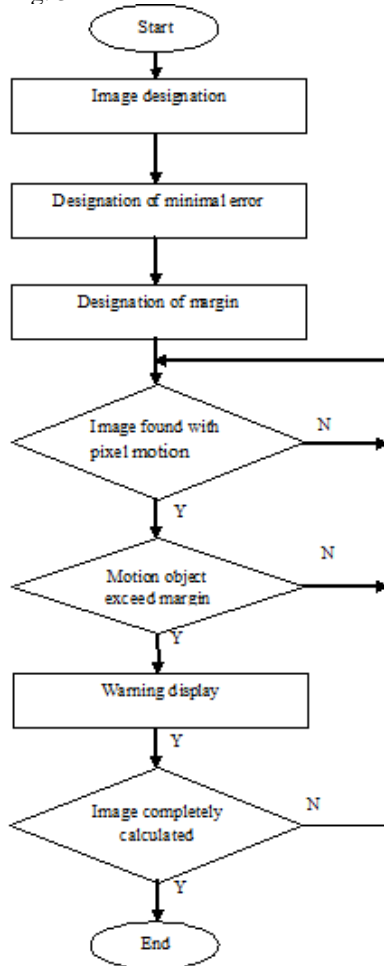 Start
Image designation
Designation of minimal error
Designation of margin
Image found with
pixel motion
N
Y
Motion object
exceed margin
N
Y
Warning display
Y
Image completely
calculated
N
Y
End